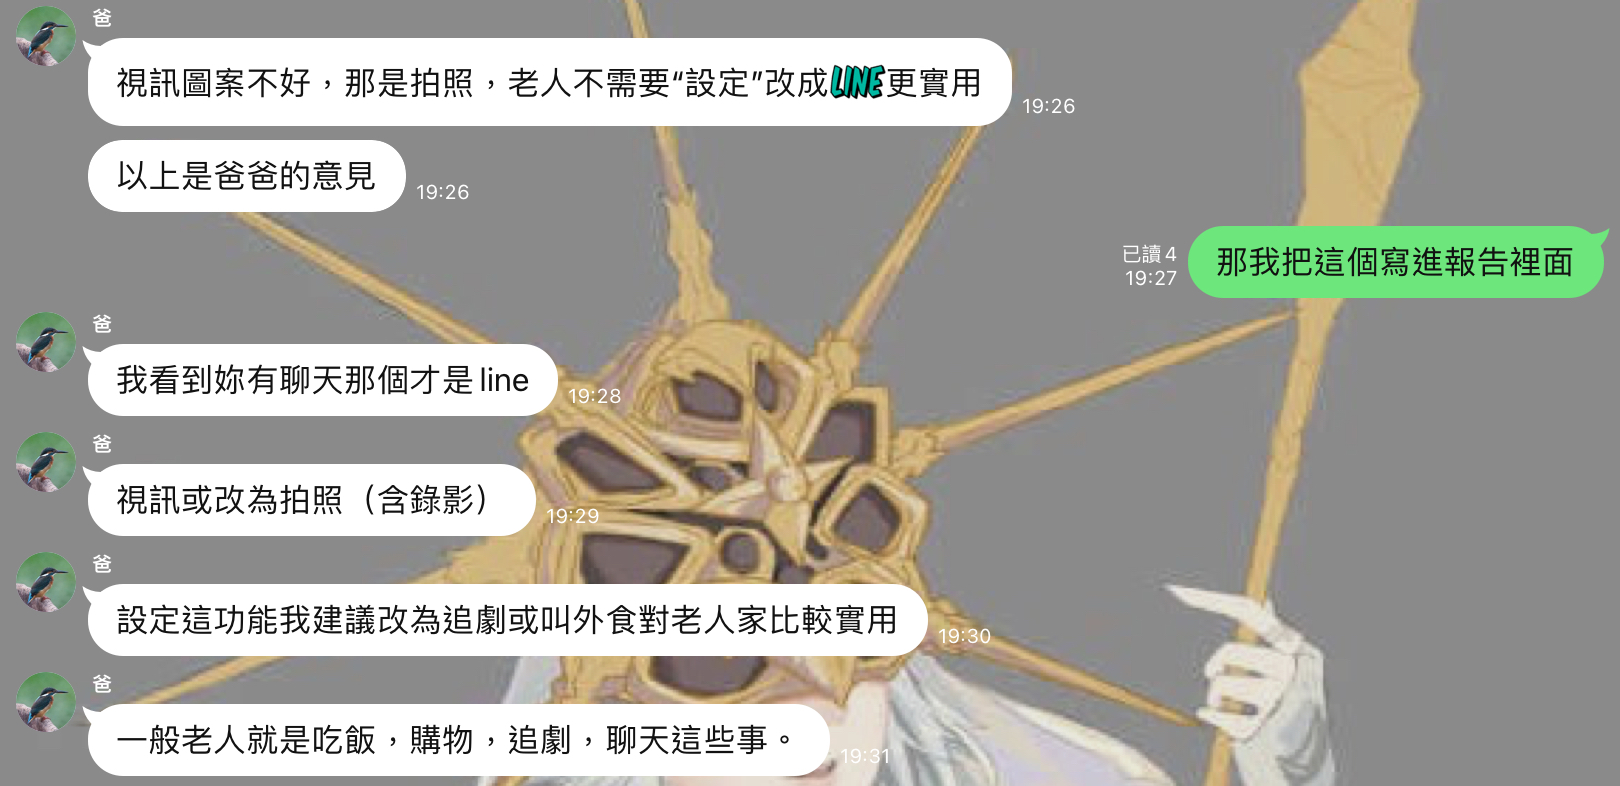 爸
視訊圖案不好，那是拍照，老人不需要“設定”改成LINE更實用
19:26
以上是爸爸的意見
19:26
那我把這個寫進報告裡面
已讀 4
19:27
爸
我看到妳有聊天那個才是line
19:28
爸
視訊或改為拍照（含錄影）
19:29
爸
設定這功能我建議改為追劇或叫外食對老人家比較實用
19:30
爸
一般老人就是吃飯，購物，追劇，聊天這些事。
19:31